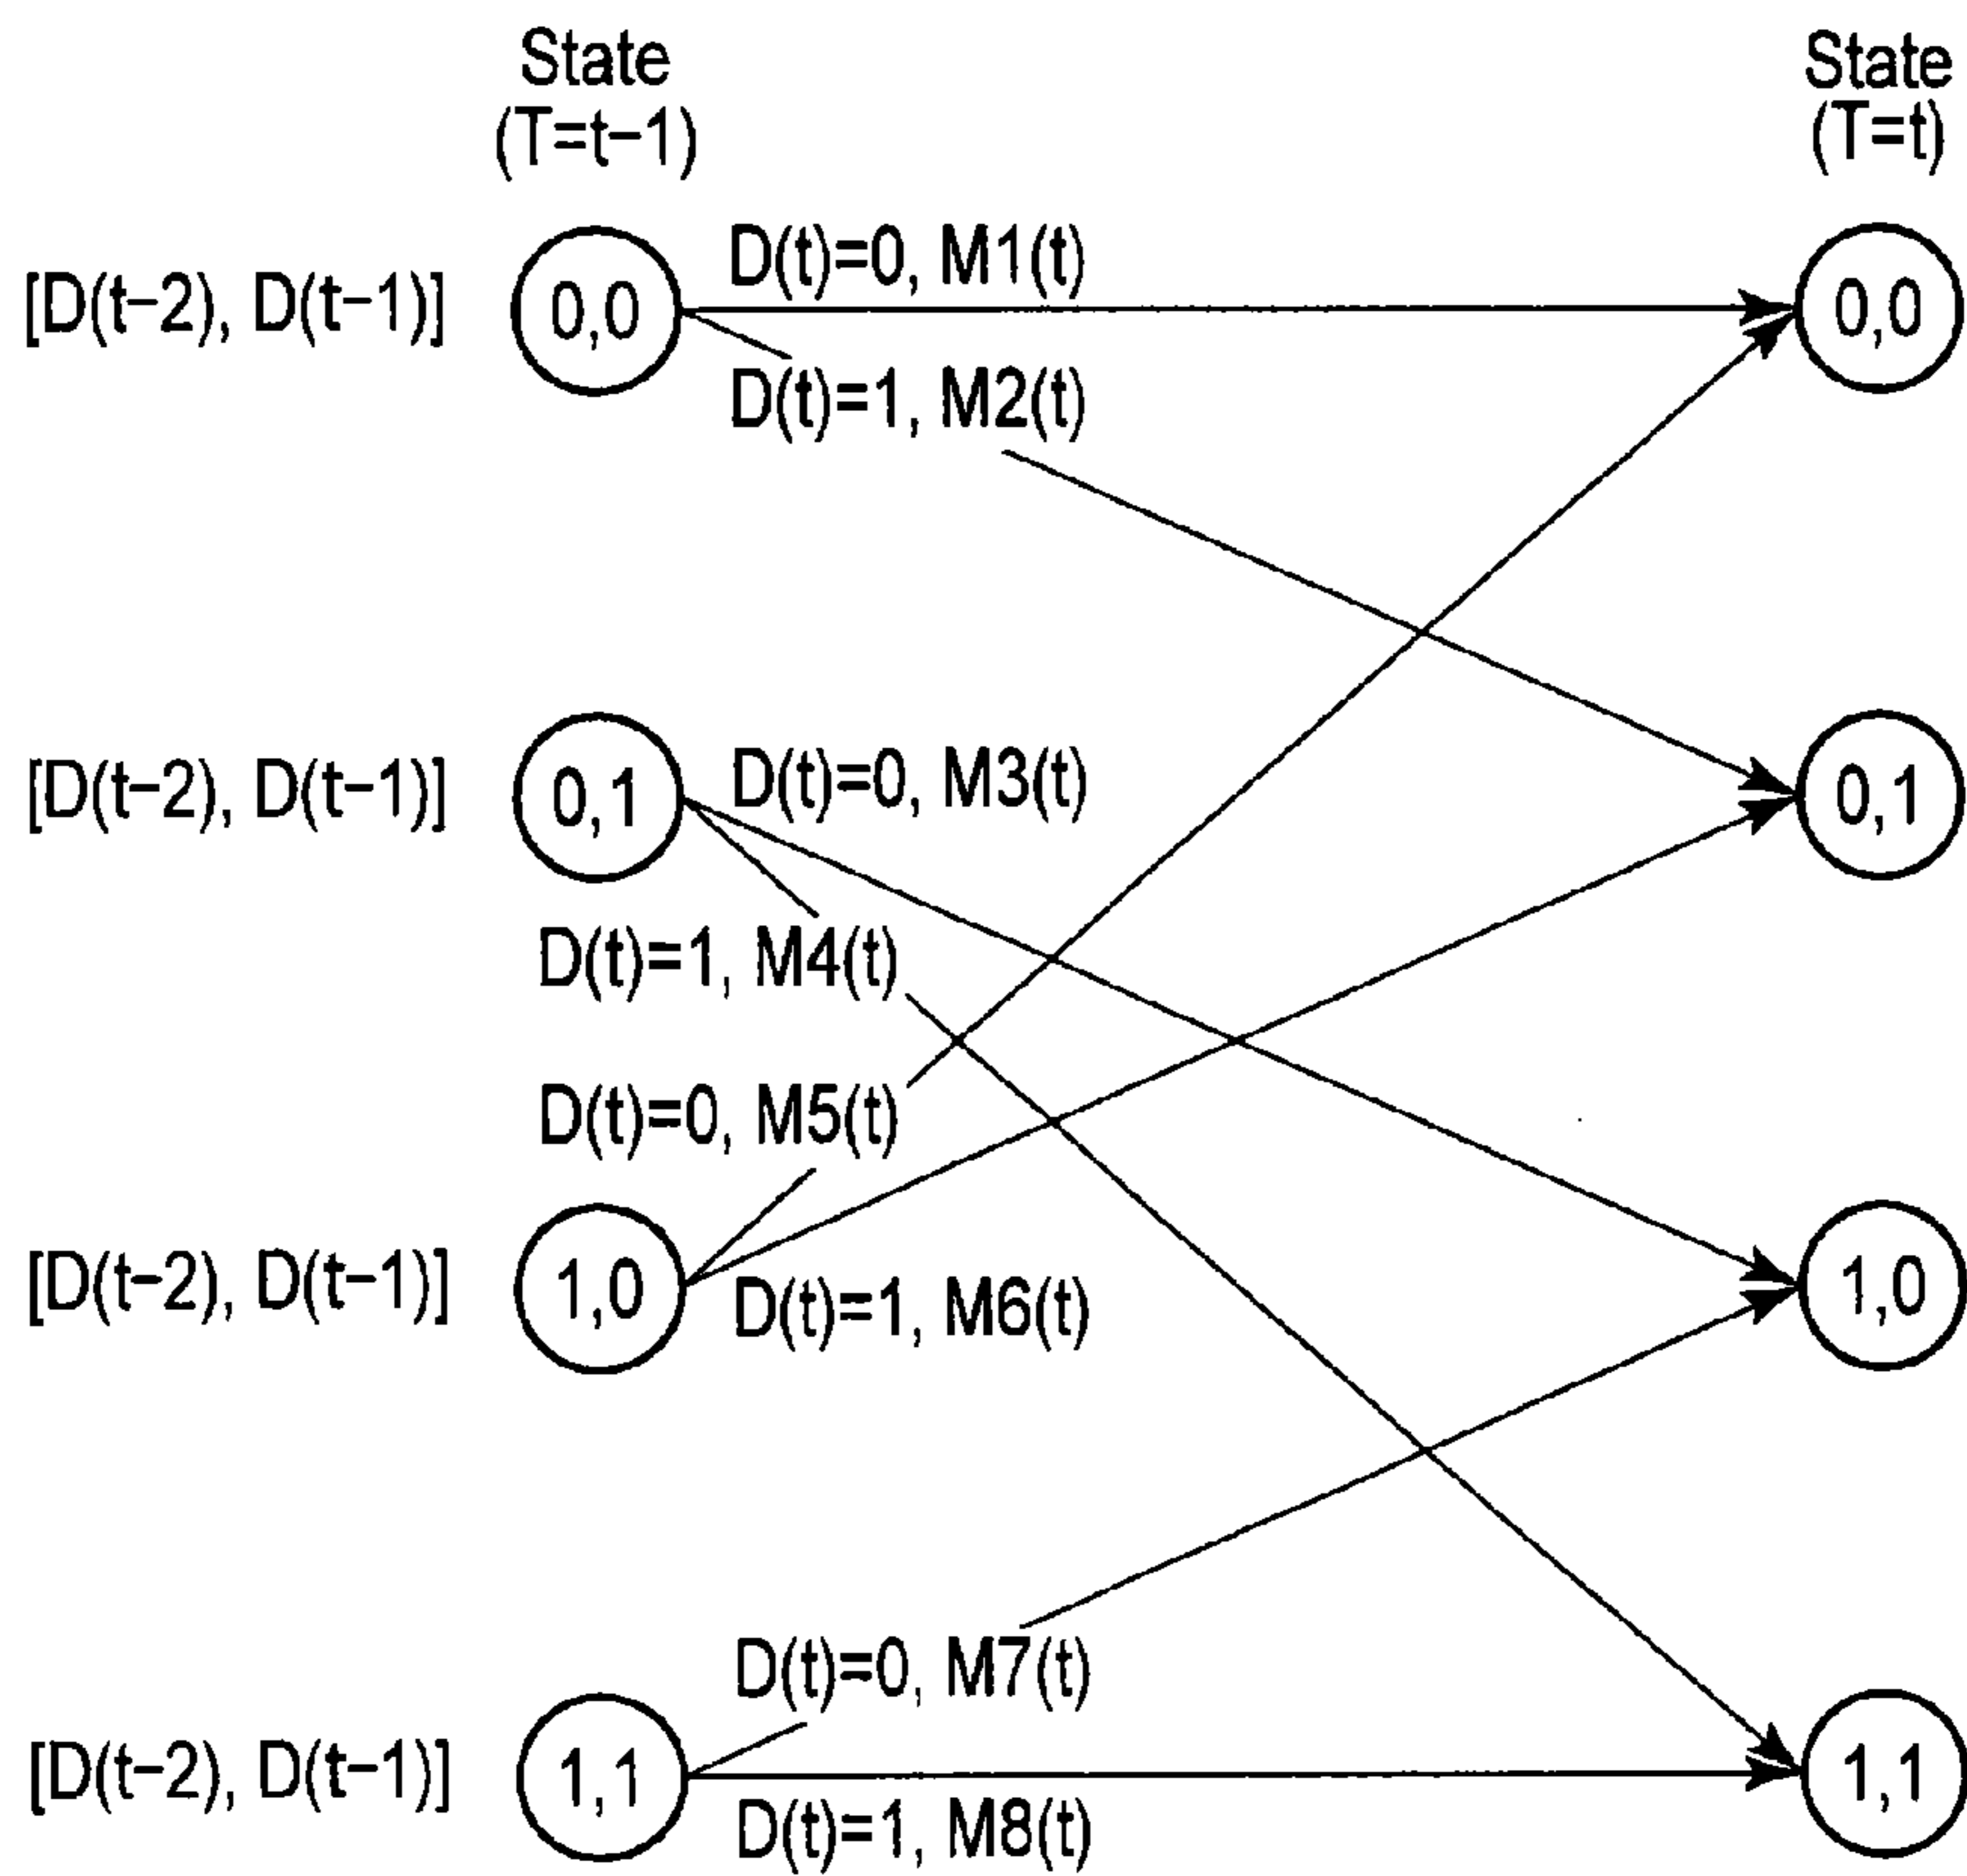 State
(T=t−1)
State
(T=t)
[D(t−2), D(t−1)]
0,0
D(t)=0, M1(t)
0,0
D(t)=1, M2(t)
[D(t−2), D(t−1)]
0,1
D(t)=0, M3(t)
0,1
D(t)=1, M4(t)
D(t)=0, M5(t)
[D(t−2), D(t−1)]
1,0
D(t)=1, M6(t)
1,0
D(t)=0, M7(t)
[D(t−2), D(t−1)]
1,1
1,1
D(t)=1, M8(t)